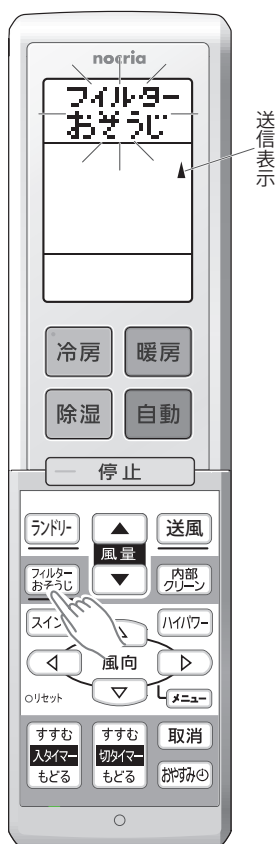 nocria
フィルター
おそうじ
送信表示
冷房
暖房
除湿
自動
停止
ランドリー
風量
送風
フィルター
おそうじ
内部
クリーン
スイン
ハイパワー
風向
リセット
メニュー
すすむ
入タイマー
もどる
すすむ
切タイマー
もどる
取消
おやすみ